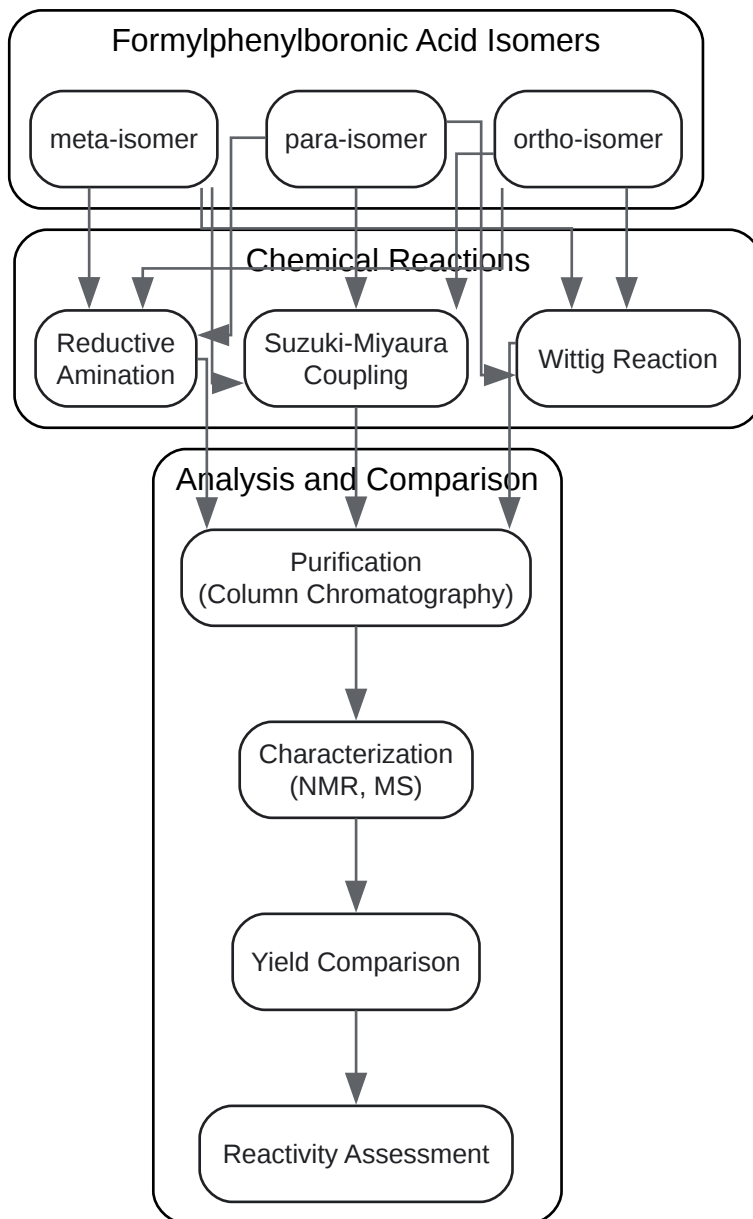 Formylphenylboronic Acid Isomers
meta-isomer
para-isomer
ortho-isomer
Chemical Reactions
Reductive
Amination
Suzuki-Miyaura
Coupling
Wittig Reaction
Analysis and Comparison
Purification
(Column Chromatography)
Characterization
(NMR, MS)
Yield Comparison
Reactivity Assessment